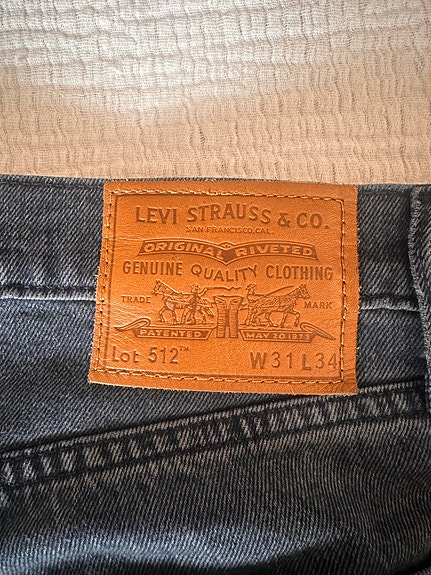 LEVI STRAUSS & CO.
SAN FRANCISCO, CAL.
ORIGINAL RIVETED
GENUINE QUALITY CLOTHING
TRADE MARK
PATENTED MAY 20 1873
Lot 512™ W31 L34